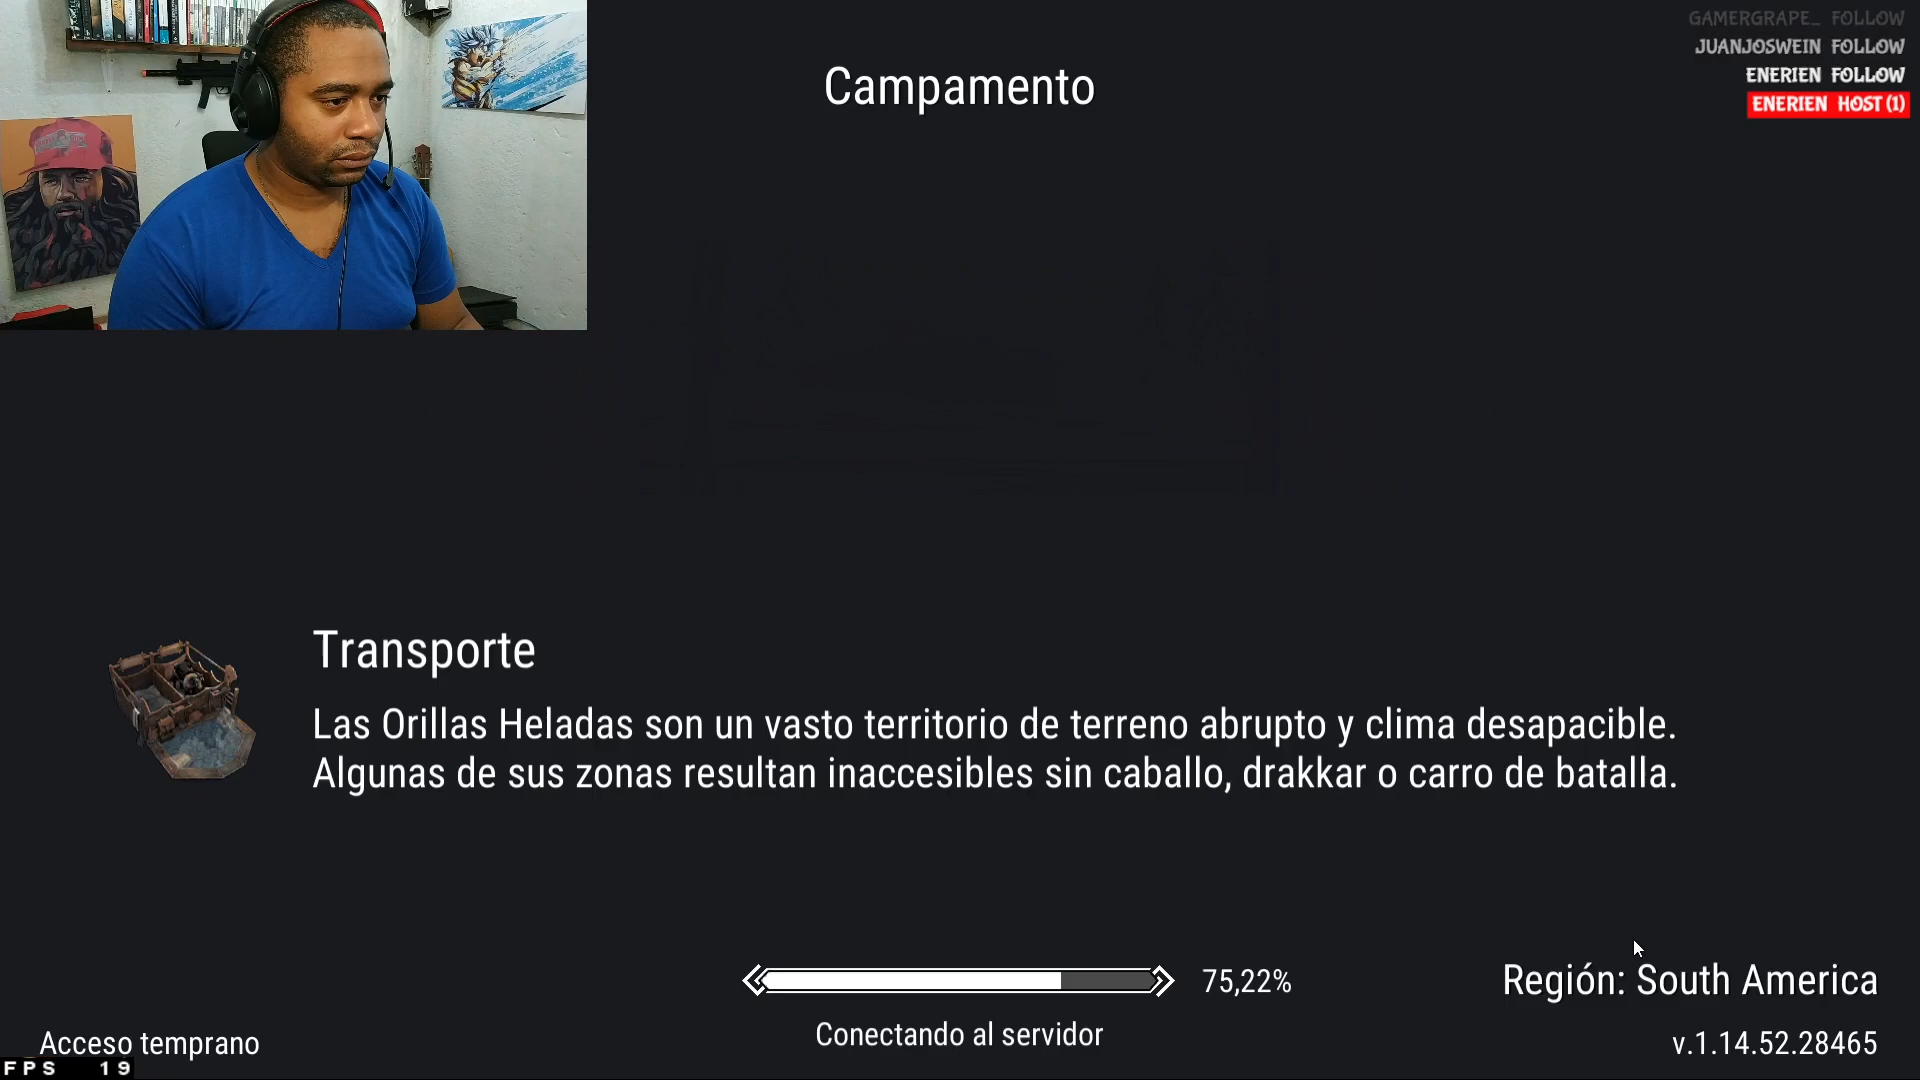 GAMERGRAPE_ FOLLOW
JUANJOSWEIN FOLLOW
ENERIEN FOLLOW
ENERIEN HOST (1)
Campamento
Transporte
Las Orillas Heladas son un vasto territorio de terreno abrupto y clima desapacible.
Algunas de sus zonas resultan inaccesibles sin caballo, drakkar o carro de batalla.
75,22%
Conectando al servidor
Región: South America
v.1.14.52.28465
Acceso temprano
FPS 19